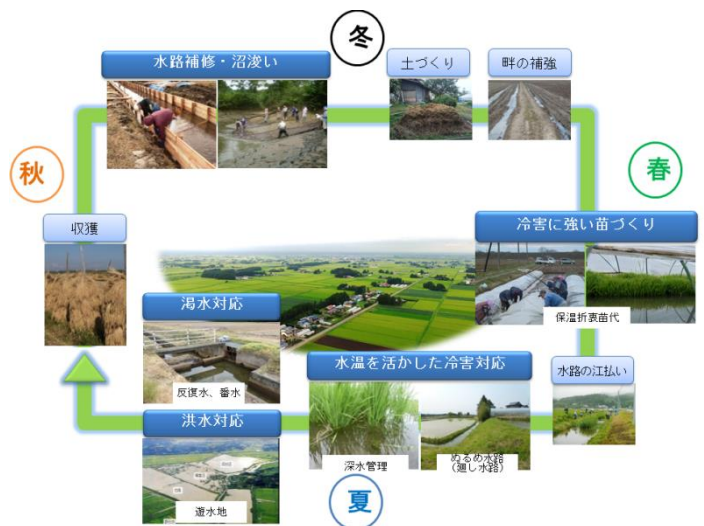 冬
水路補修・沼浚い
土づくり
畔の補強
秋
春
収穫
冷害に強い苗づくり
保温折衷苗代
渇水対応
反復水、番水
水温を活かした冷害対応
深水管理
ぬるめ水路
（廻し水路）
水路の江払い
洪水対応
遊水地
夏